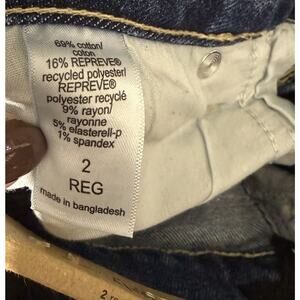 69% cotton/
coton
16% REPREVE®
recycled polyester/
REPREVE®
polyester recyclé
9% rayon/
rayonne
5% elasterell-p
1% spandex
2
REG
made in bangladesh